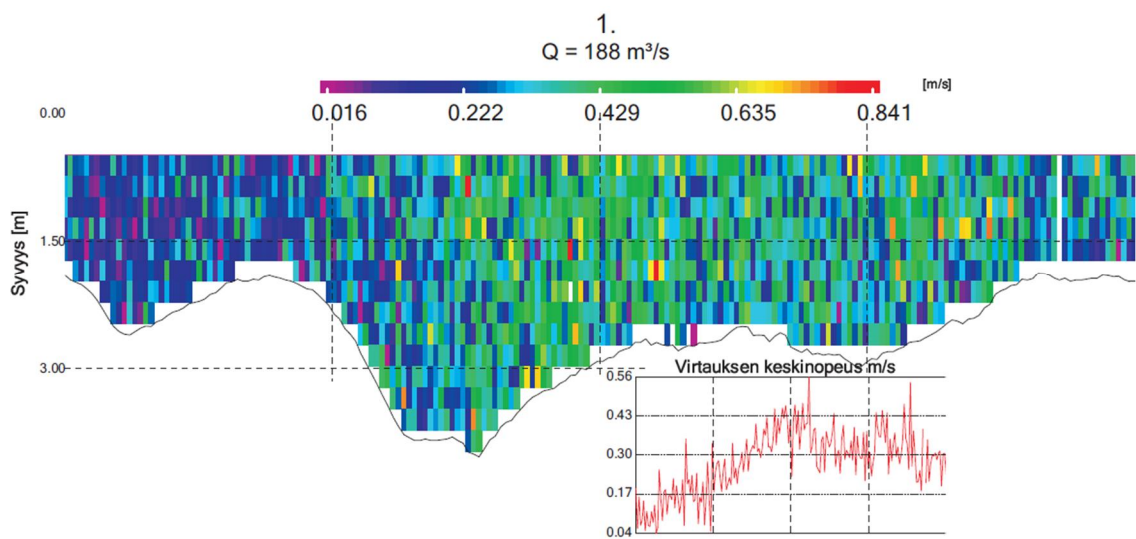 1.
Q = 188 m³/s
[m/s]
0.016 0.222 0.429 0.635 0.841
0.00
1.50
3.00
Syvyys [m]
Virtauksen keskinopeus m/s
0.56
0.43
0.30
0.17
0.04